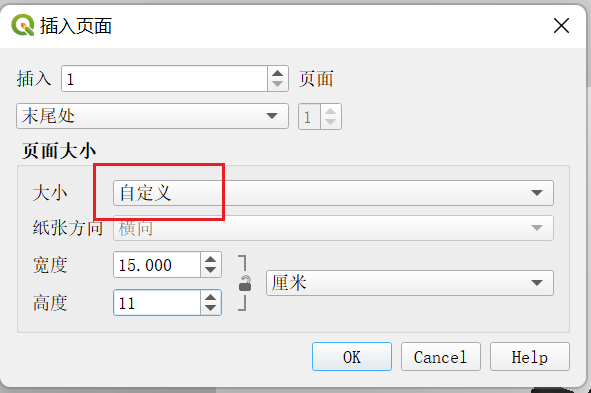 插入页面
插入 1 页面
末尾处 1
页面大小
大小 自定义
纸张方向 横向
宽度 15.000
厘米
高度 11
OK Cancel Help